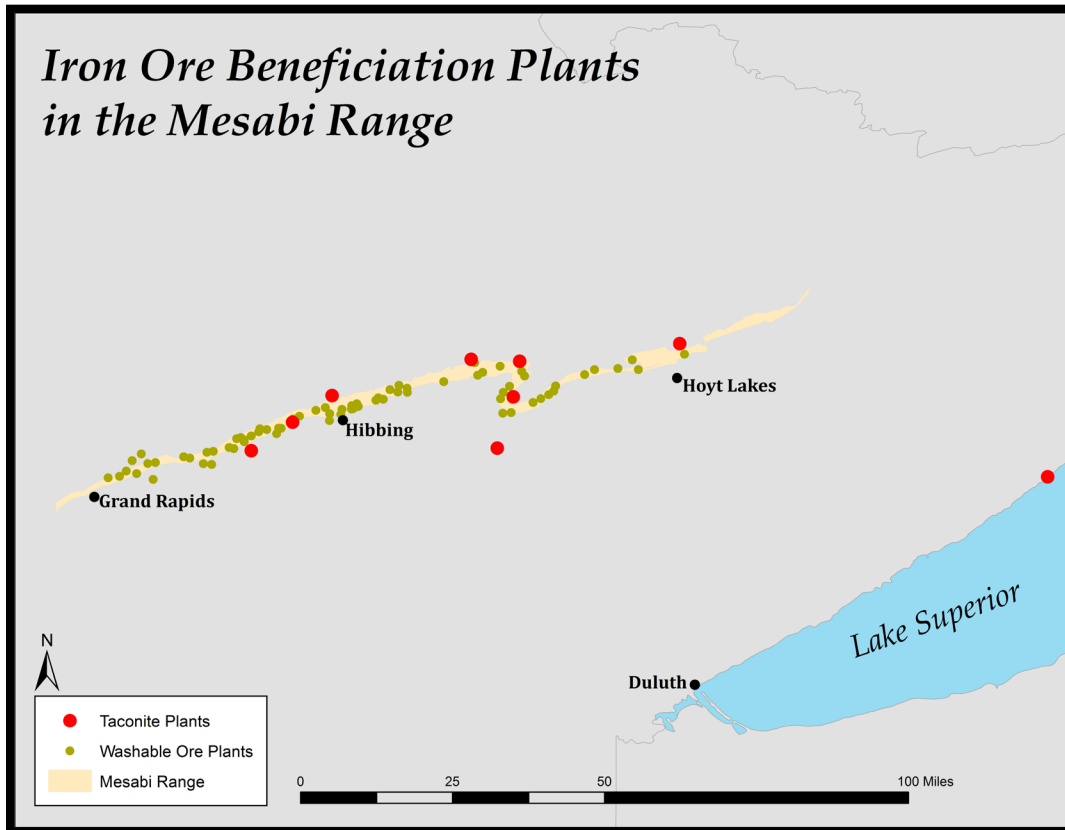 Iron Ore Beneficiation Plants
in the Mesabi Range
Hoyt Lakes
Hibbing
Grand Rapids
Lake Superior
N
Duluth
Taconite Plants
Washable Ore Plants
Mesabi Range
0 25 50 100 Miles